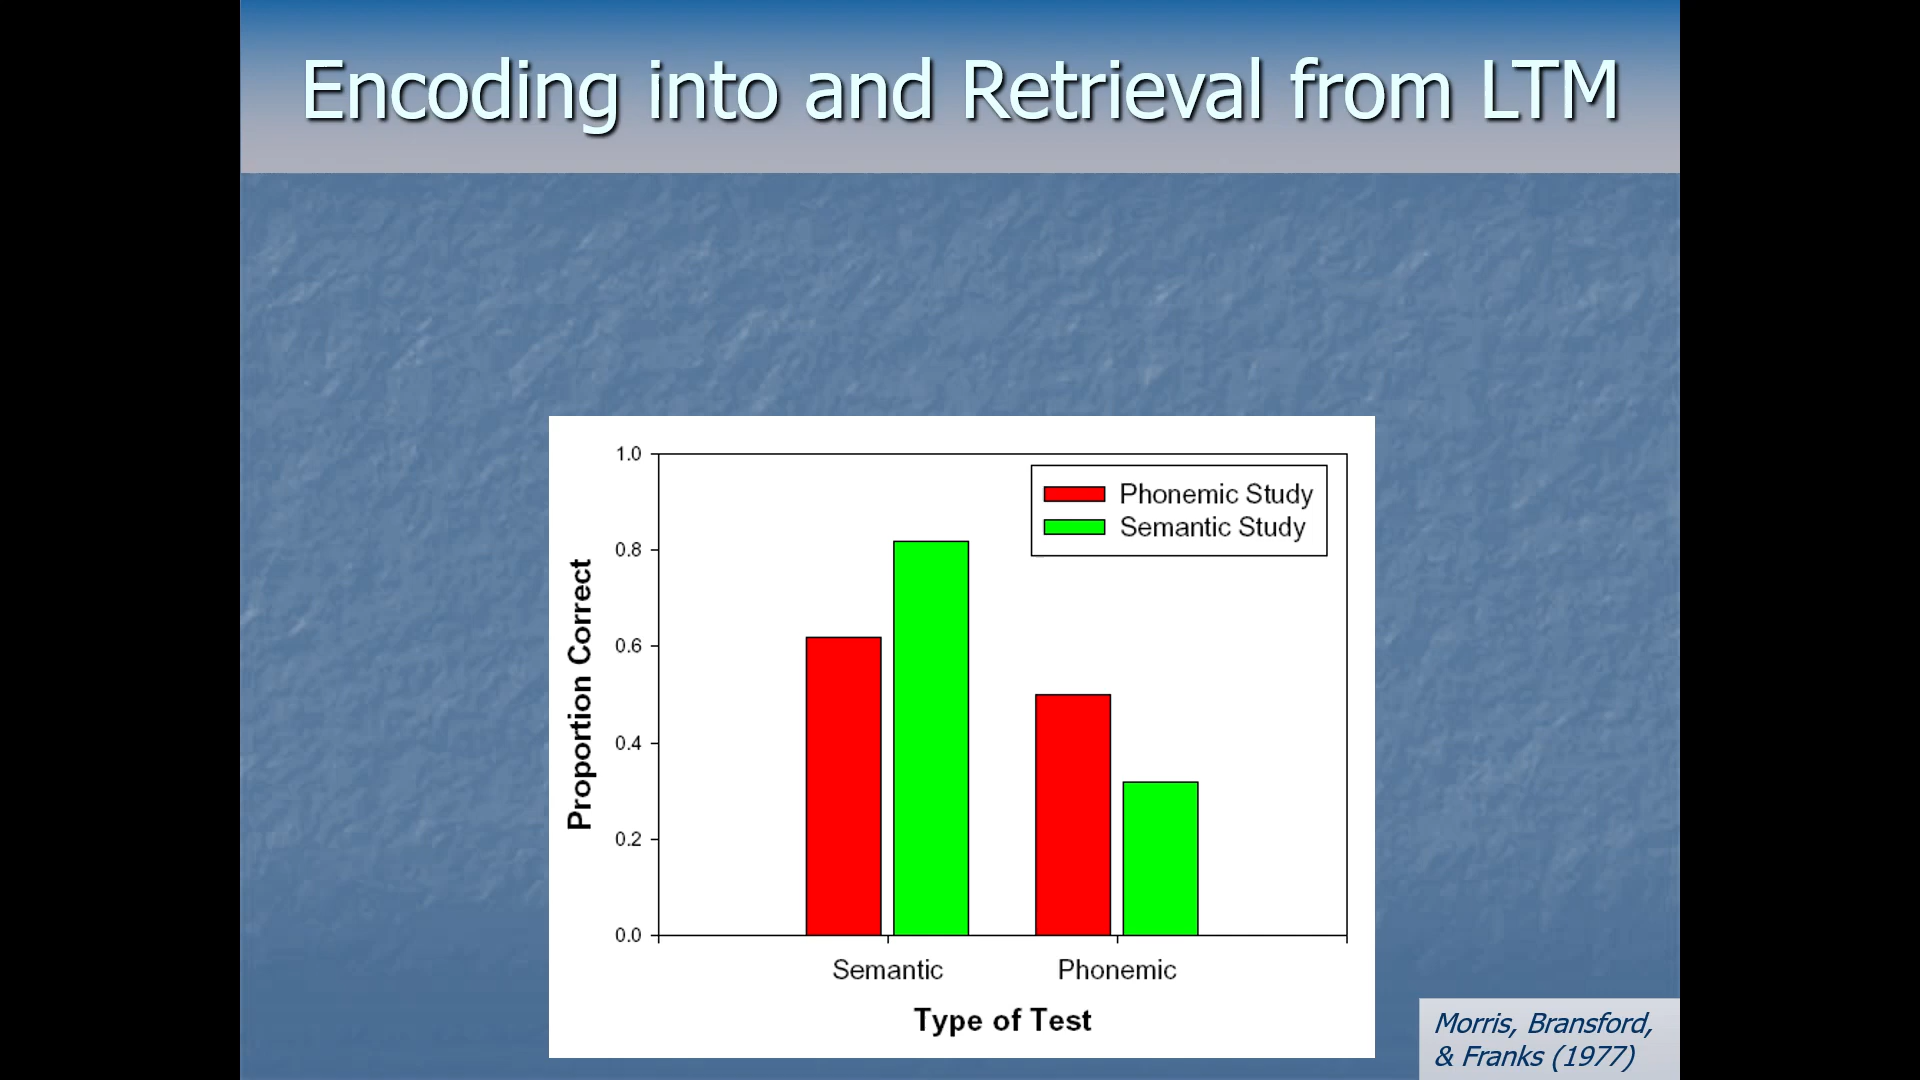 Encoding into and Retrieval from LTM
1.0
0.8
0.6
0.4
0.2
0.0
Proportion Correct
Phonemic Study
Semantic Study
Semantic
Phonemic
Type of Test
Morris, Bransford,
& Franks (1977)